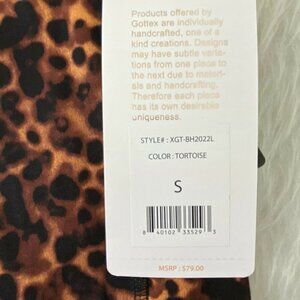 Products offered by
Gottex are individually
handcrafted, one of a
kind creations. Designs
may have subtle varia-
tions from one place to
the next due to materi-
sls and handcrafting.
Therefore each piece
has its own desirable
uniqueness.
STYLE# : XGT-BH2022L
COLOR : TORTOISE
S
8 40102 33529 3
MSRP : $79.00